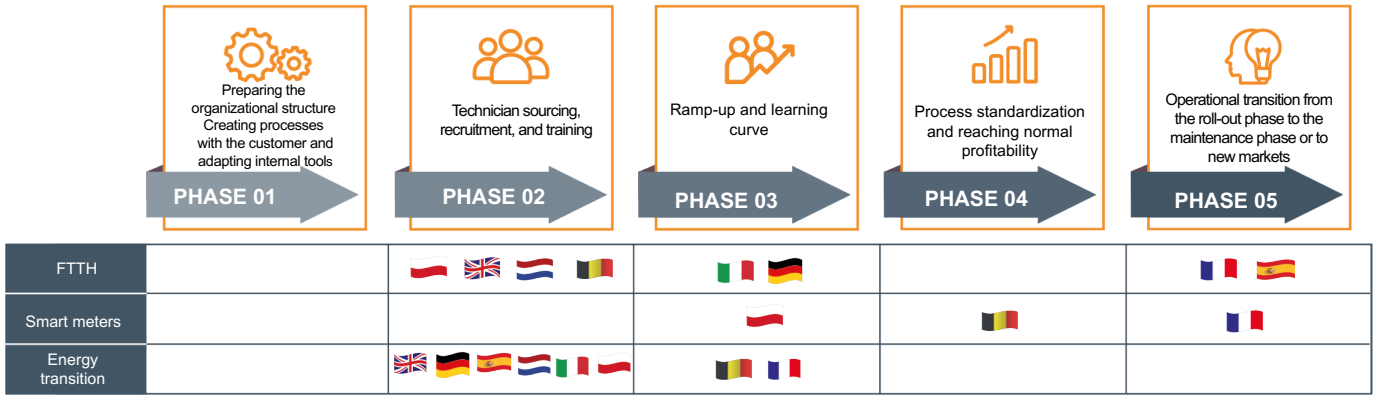 Preparing the
organizational structure
Creating processes
with the customer and
adapting internal tools
PHASE 01
Technician sourcing,
recruitment, and training
PHASE 02
Ramp-up and learning
curve
PHASE 03
Process standardization
and reaching normal
profitability
PHASE 04
Operational transition from
the roll-out phase to the
maintenance phase or to
new markets
PHASE 05
FTTH
Smart meters
Energy
transition